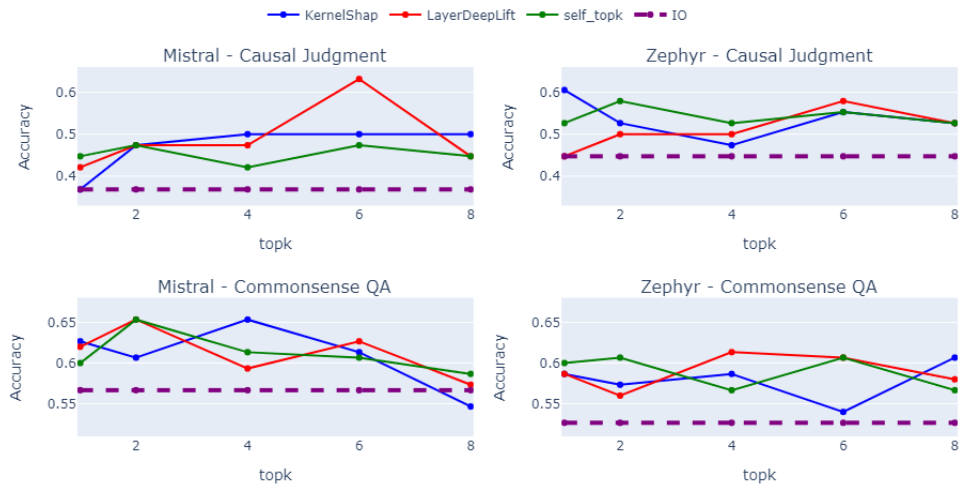 KernelShap LayerDeepLift self_topk IO
Mistral - Causal Judgment
Accuracy
0.6
0.5
0.4
2 4 6 8
topk
Zephyr - Causal Judgment
Accuracy
0.6
0.5
0.4
2 4 6 8
topk
Mistral - Commonsense QA
Accuracy
0.65
0.6
0.55
2 4 6 8
topk
Zephyr - Commonsense QA
Accuracy
0.65
0.6
0.55
2 4 6 8
topk